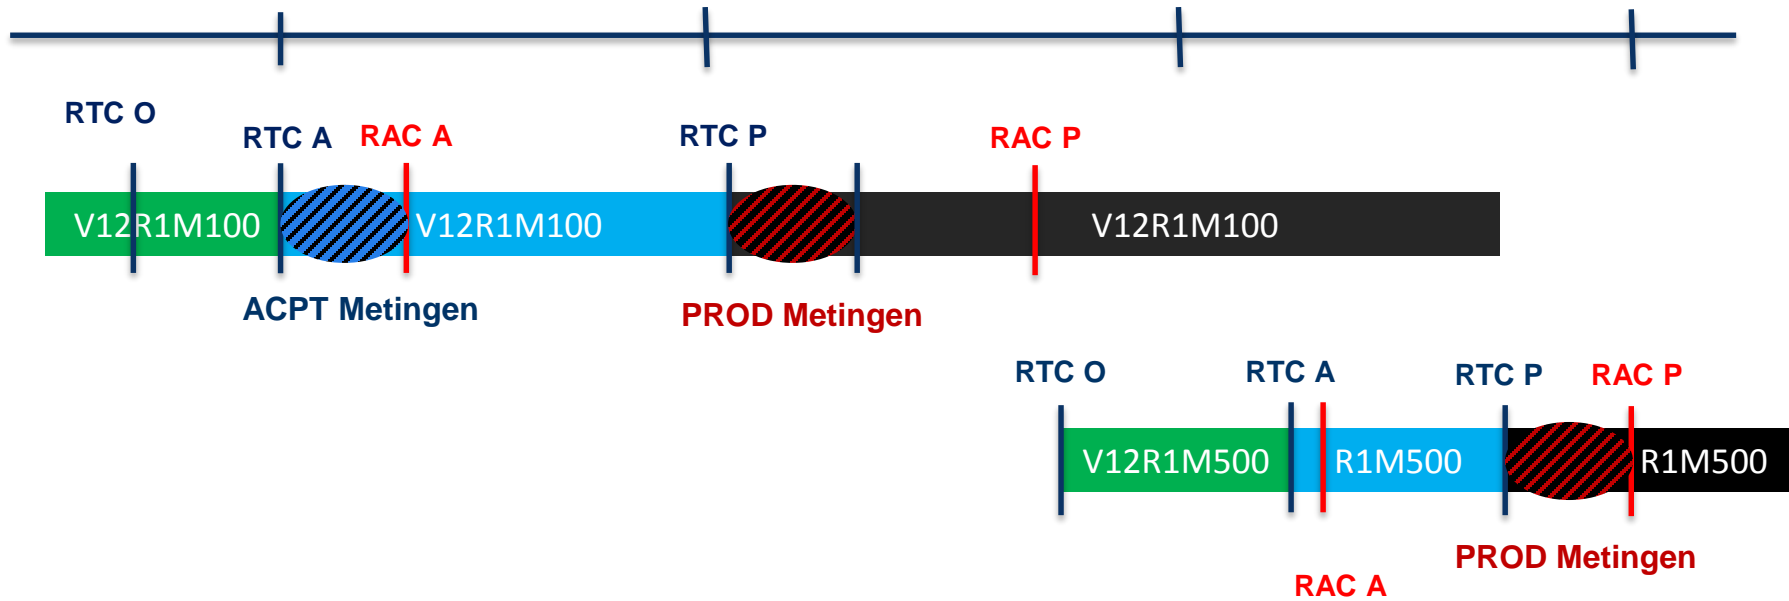 RTC O
RTC A
RAC A
RTC P
RAC P
V12R1M100
V12R1M100
V12R1M100
ACPT Metingen
PROD Metingen
RTC O
RTC A
RTC P
RAC P
V12R1M500
R1M500
R1M500
PROD Metingen
RAC A